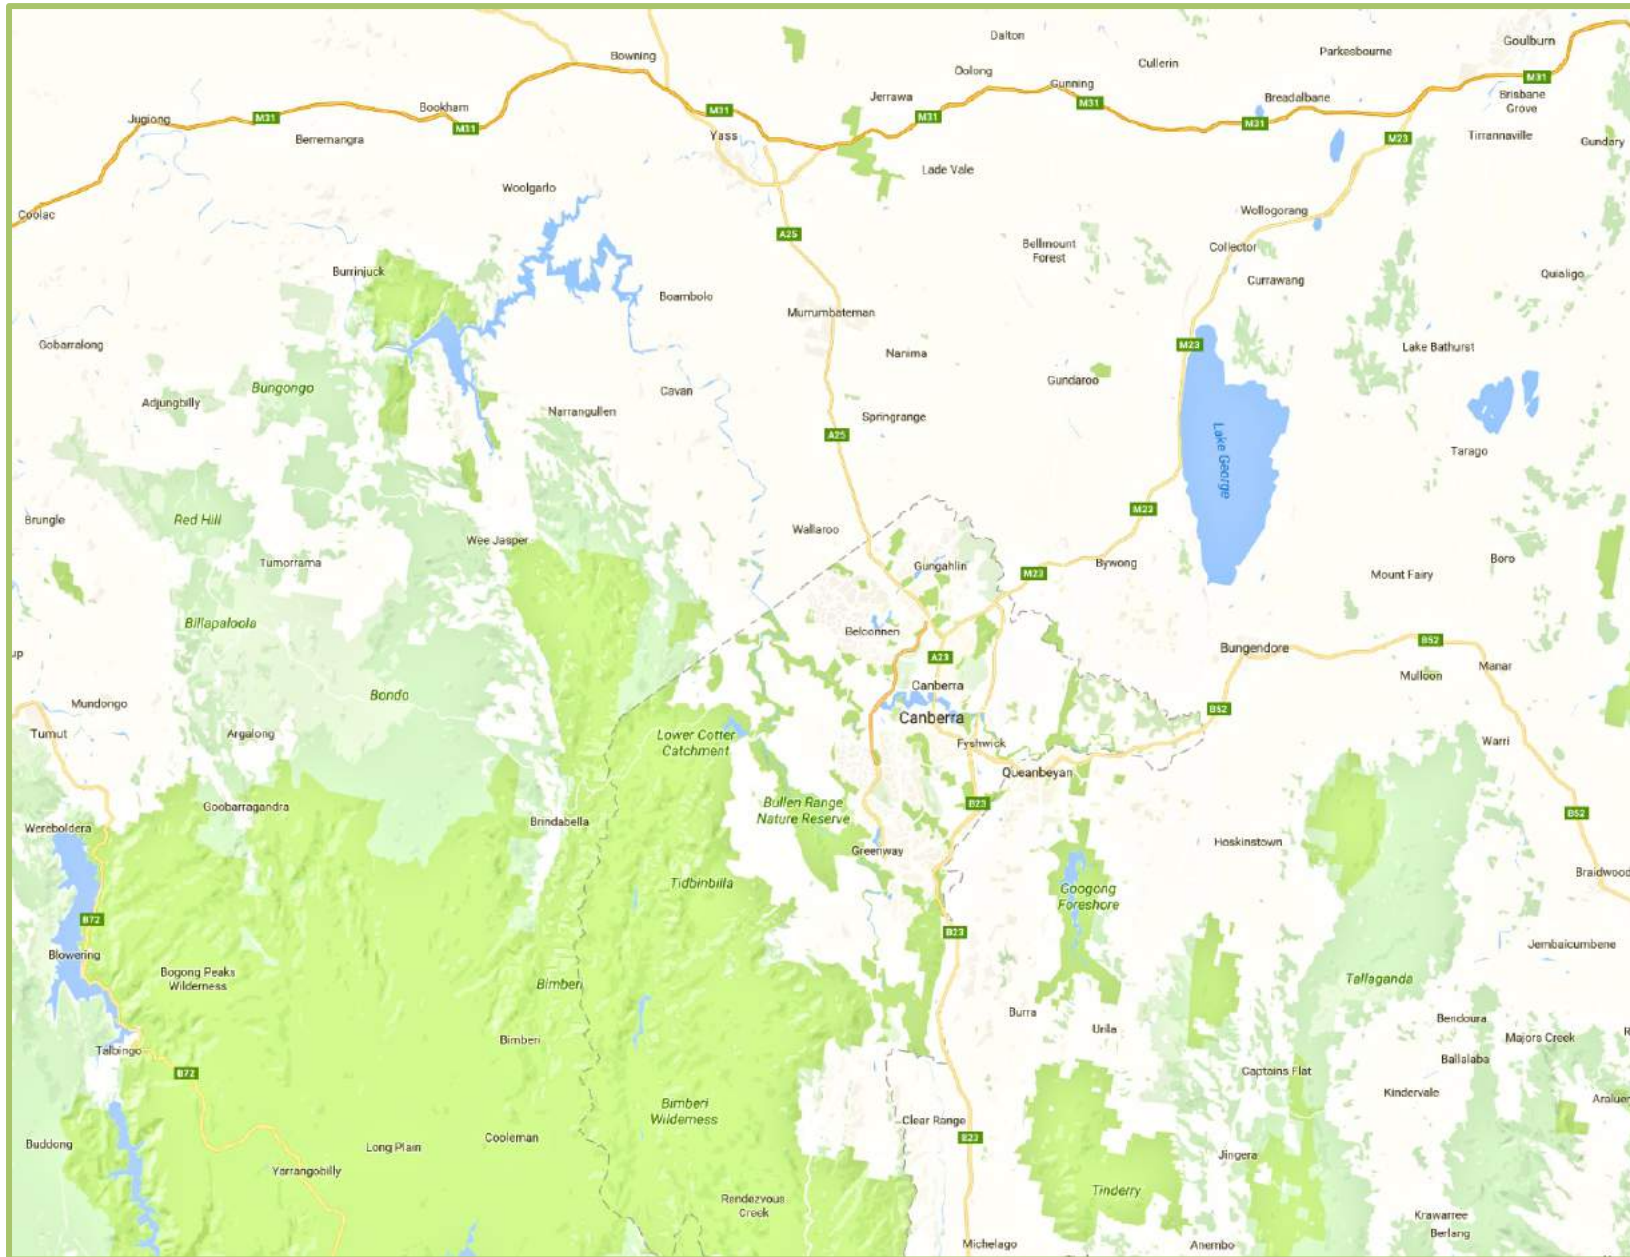 Dalton
Goulburn
Bowning
Parkesbourne
Cullerin
Oolong
M31
Gunning
Jerrawa
Breadalbane
Brisbane
Grove
M31
Bookham
M31
M31
Jugiong
M31
M31
M31
Yass
Tirrannaville
Berremangra
M23
Gundary
Lade Vale
Woolgarlo
Coolac
Wollogorang
A25
Bellmount
Forest
Collector
Burrinjuck
Quialigo
Currawang
Boambolo
Murrumbateman
Gobarralong
M23
Lake Bathurst
Nanima
Gundaroo
Bungongo
Cavan
Adjungbilly
Narrangullen
Springrange
A25
Lake George
Tarago
M23
Red Hill
Brungle
Wallaroo
Wee Jasper
Tumorrama
Gungahlin
M23
Bywong
Boro
Mount Fairy
Billapaloola
Belconnen
B52
Bungendore
up
A23
Manar
Mulloon
Canberra
Bondo
Mundongo
B52
Canberra
Tumut
Argalong
Lower Cotter
Catchment
Fyshwick
Warri
Queanbeyan
Goobarragandra
Bullen Range
Nature Reserve
B23
B52
Brindabella
Wereboldera
Hoskinstown
Greenway
Braidwood
Tidbinbilla
Googong
Foreshore
B72
B23
Jembaicumbene
Blowering
Bogong Peaks
Wilderness
Bimberi
Tallaganda
Burra
Bendoura
Urila
Bimberi
Majors Creek
R
Talbingo
Ballalaba
B72
Captains Flat
Kindervale
Araluen
Bimberi
Wilderness
Clear Range
B23
Cooleman
Buddong
Long Plain
Jingera
Yarrangobilly
Tinderry
Rendezvous
Creek
Krawarree
Berlang
Michelago
Anembo